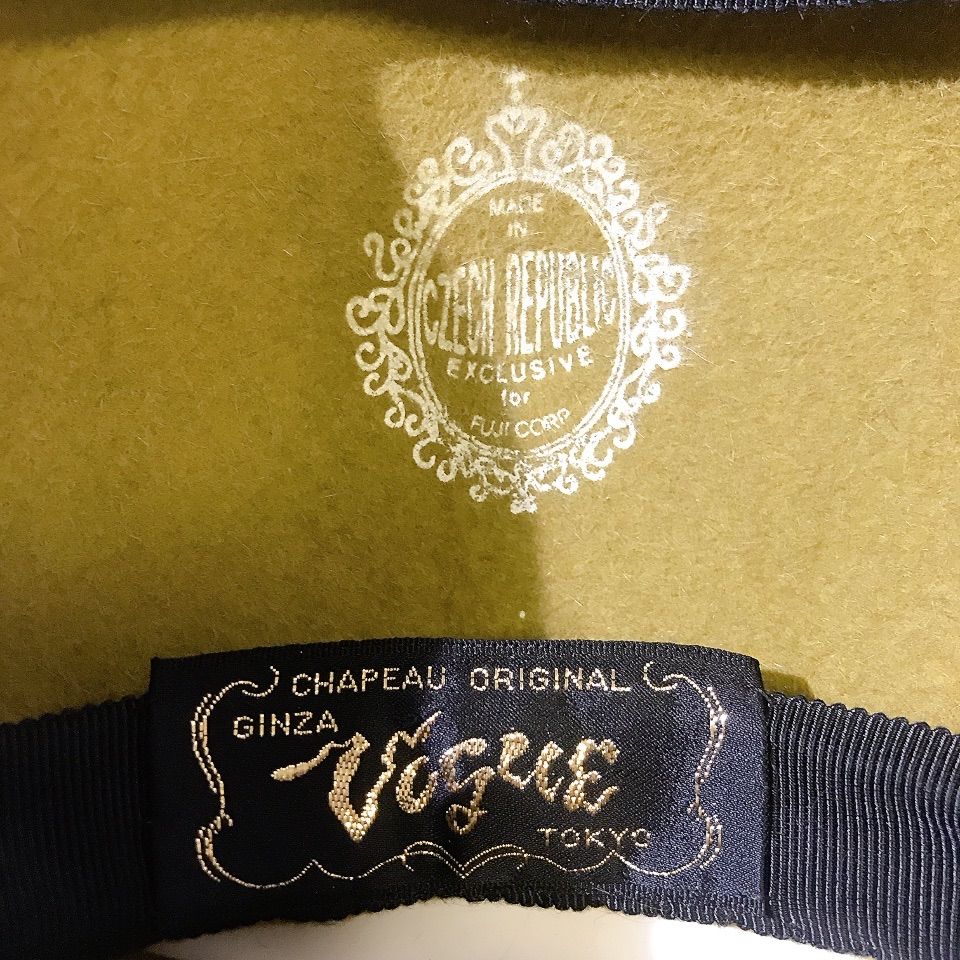 MADE
IN
CZECH REPUBLIC
EXCLUSIVE
for
FUJI CORP
CHAPEAU ORIGINAL
GINZA
Vogue
TOKYO